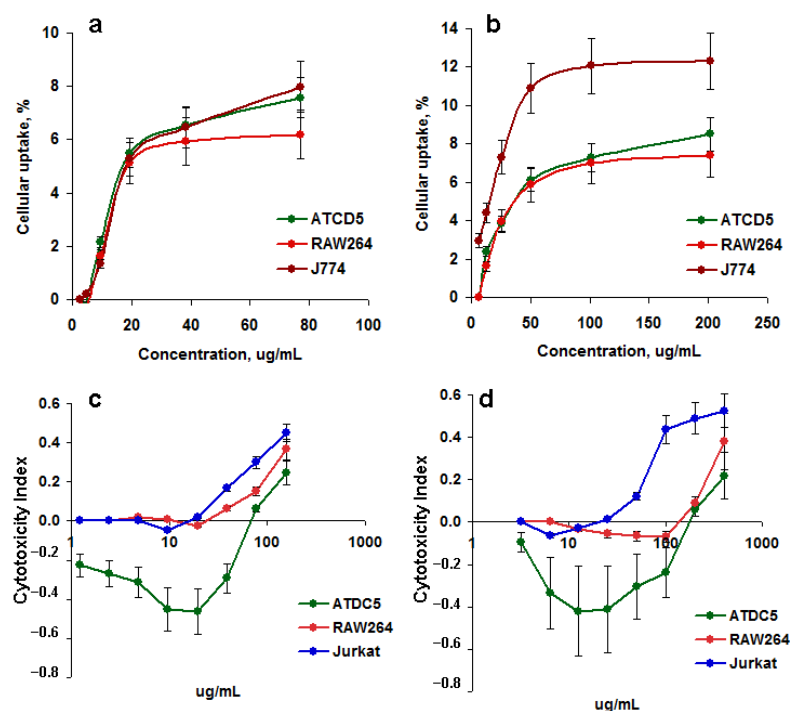 a
8
6
4
2
0
0
20
40
60
80
100
Cellular uptake, %
Concentration, ug/mL
ATCD5
RAW264
J774
b
14
12
10
8
6
4
2
0
0
50
100
150
200
250
Cellular uptake, %
Concentration, ug/mL
ATCD5
RAW264
J774
c
0.6
0.4
0.2
0.0
−0.2
−0.4
−0.6
−0.8
1
10
100
1000
Cytotoxicity Index
ug/mL
ATDC5
RAW264
Jurkat
d
0.6
0.4
0.2
0.0
−0.2
−0.4
−0.6
−0.8
1
10
100
1000
Cytotoxicity Index
ug/mL
ATDC5
RAW264
Jurkat